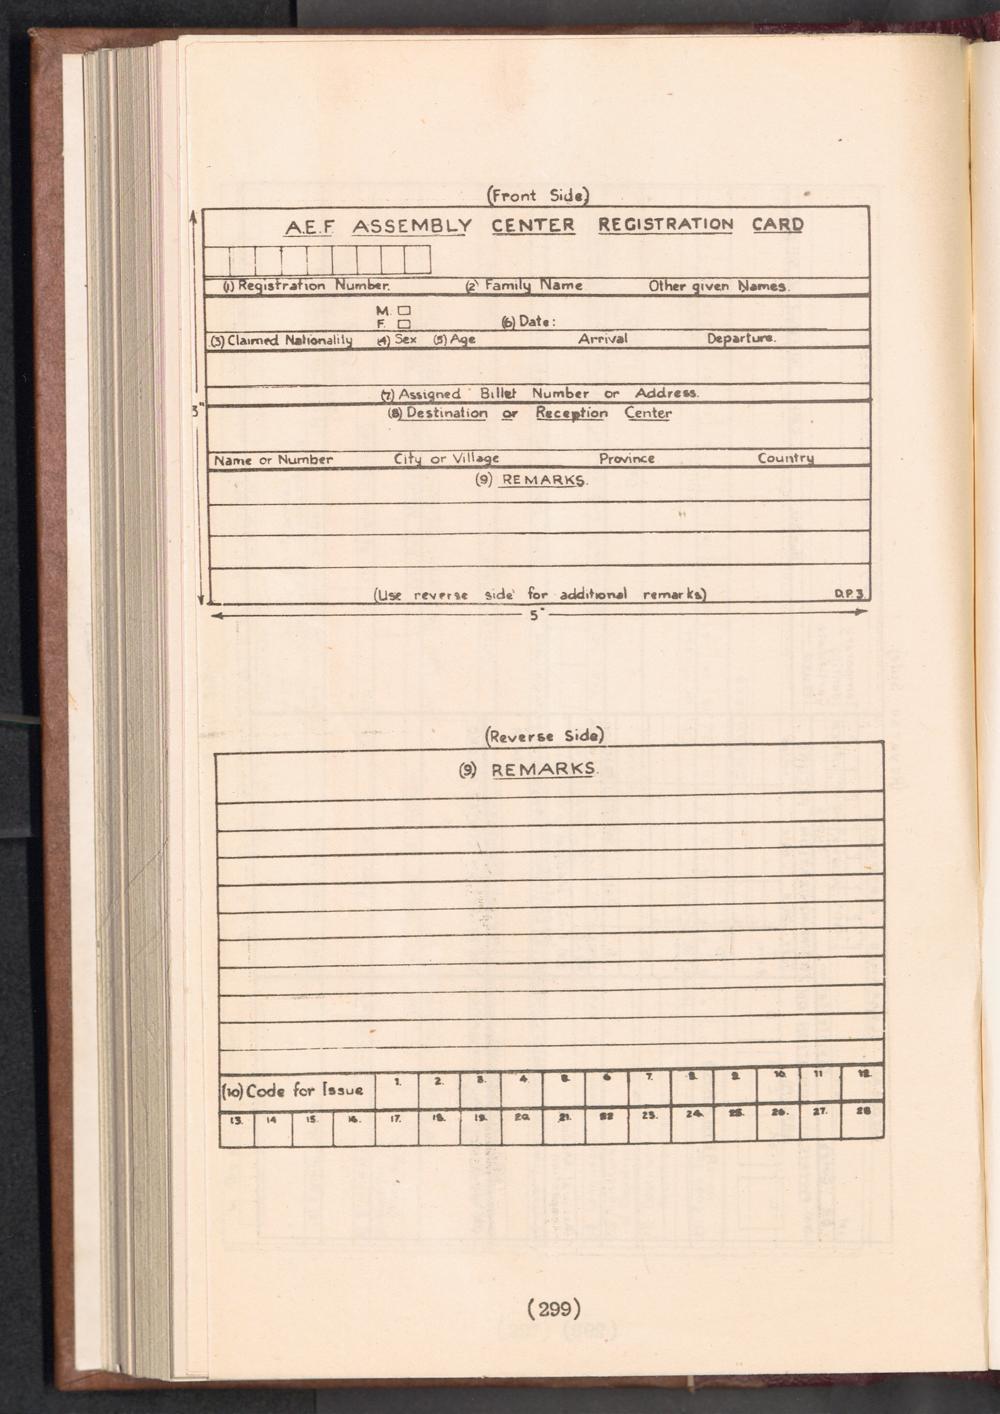 (Front Side)
A.E.F ASSEMBLY CENTER REGISTRATION CARD
(1) Registration Number. (2) Family Name Other given Names.
M. ☐
F. ☐ (6) Date:
(3) Claimed Nationality (4) Sex (5) Age Arrival Departure.
(7) Assigned Billet Number or Address.
3"
(8) Destination or Reception Center
Name or Number City or Village Province Country
(9) REMARKS.
(Use reverse side for additional remarks) D.P.3.
5"
(Reverse Side)
(9) REMARKS.
(10) Code for Issue 1. 2. 3. 4. 5. 6 7. 8. 9. 10. 11 12.
13. 14 15. 16. 17. 18. 19. 20. 21. 22 23. 24. 25. 26. 27. 28
(299)